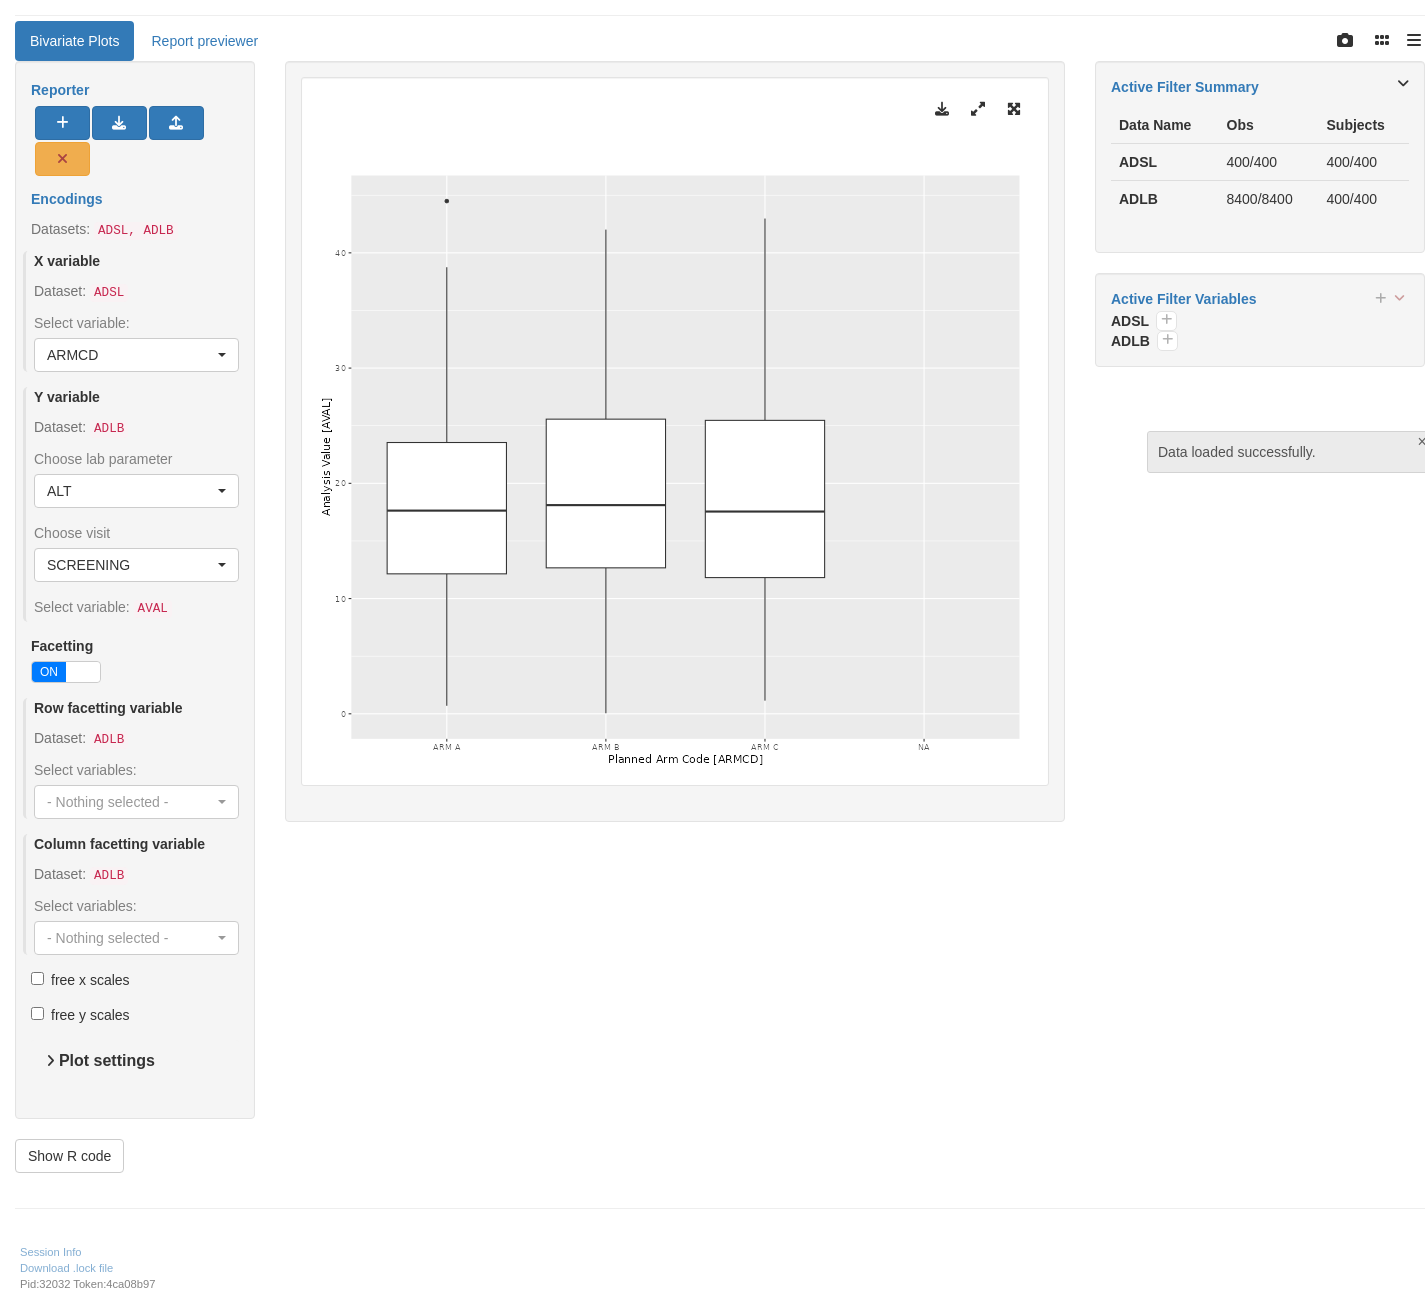 Bivariate Plots
Report previewer
Reporter
Encodings
Datasets: ADSL, ADLB
X variable
Dataset: ADSL
Select variable:
ARMCD
Y variable
Dataset: ADLB
Choose lab parameter
ALT
Choose visit
SCREENING
Select variable: AVAL
Facetting
ON
Row facetting variable
Dataset: ADLB
Select variables:
- Nothing selected -
Column facetting variable
Dataset: ADLB
Select variables:
- Nothing selected -
free x scales
free y scales
Plot settings
Show R code
Analysis Value [AVAL]
40
30
20
10
0
ARM A ARM B ARM C NA
Planned Arm Code [ARMCD]
Active Filter Summary
Data Name Obs Subjects
ADSL 400/400 400/400
ADLB 8400/8400 400/400
Active Filter Variables
ADSL
ADLB
Data loaded successfully.
Session Info
Download .lock file
Pid:32032 Token:4ca08b97